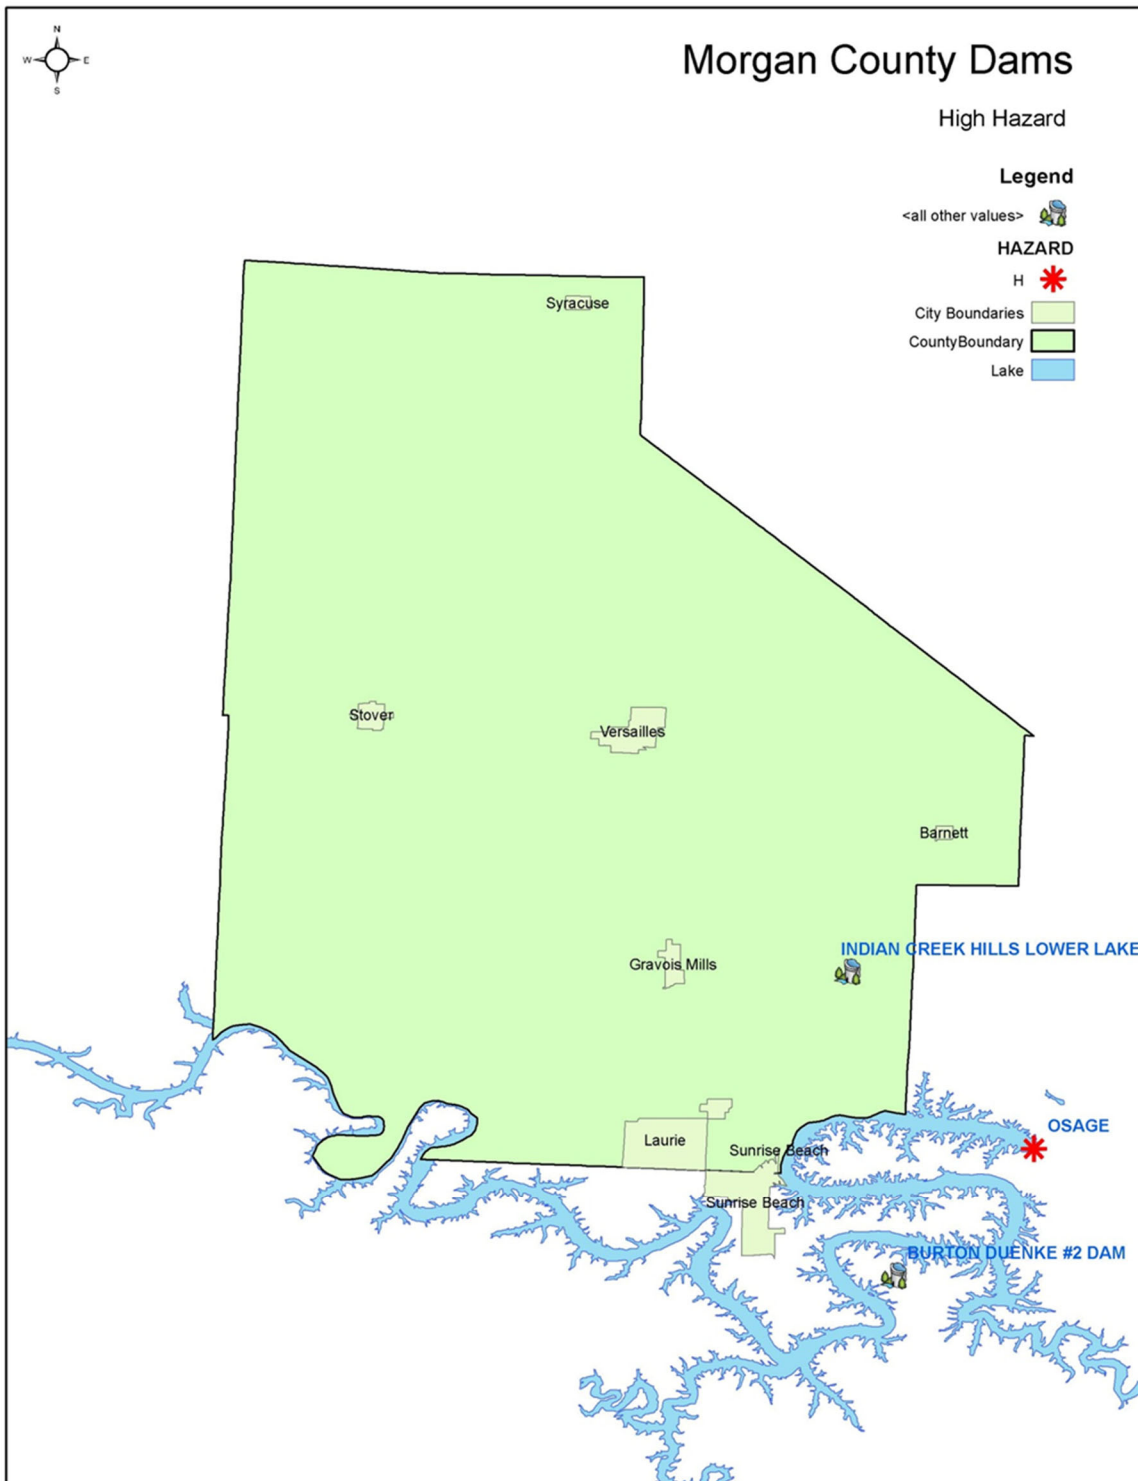 N
W E
S
Morgan County Dams
High Hazard
Legend
<all other values>
HAZARD
H
City Boundaries
CountyBoundary
Lake
Syracuse
Stover
Versailles
Barnett
INDIAN CREEK HILLS LOWER LAKE
Gravois Mills
OSAGE
Laurie
Sunrise Beach
Sunrise Beach
BURTON DUENKE #2 DAM